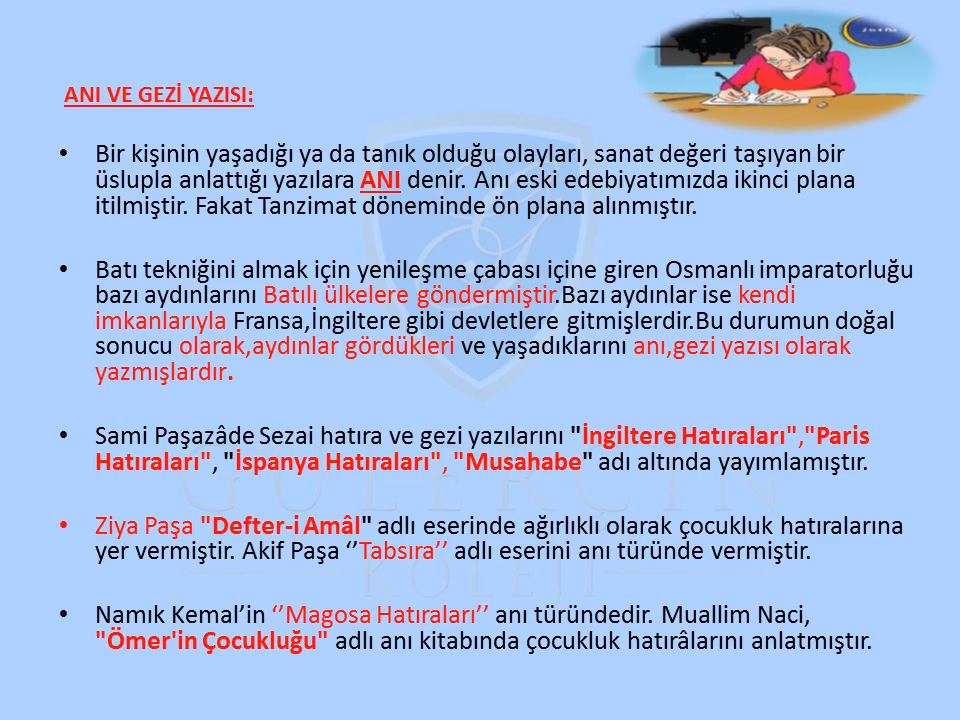 ANI VE GEZİ YAZISI:
• Bir kişinin yaşadığı ya da tanık olduğu olayları, sanat değeri taşıyan bir
üslupla anlattığı yazılara ANI denir. Anı eski edebiyatımızda ikinci plana
itilmiştir. Fakat Tanzimat döneminde ön plana alınmıştır.
• Batı tekniğini almak için yenileşme çabası içine giren Osmanlı imparatorluğu
bazı aydınlarını Batılı ülkelere göndermiştir.Bazı aydınlar ise kendi
imkanlarıyla Fransa,İngiltere gibi devletlere gitmişlerdir.Bu durumun doğal
sonucu olarak,aydınlar gördükleri ve yaşadıklarını anı,gezi yazısı olarak
yazmışlardır.
• Sami Paşazâde Sezai hatıra ve gezi yazılarını "İngiltere Hatıraları","Paris
Hatıraları", "İspanya Hatıraları", "Musahabe" adı altında yayımlamıştır.
• Ziya Paşa "Defter-i Amâl" adlı eserinde ağırlıklı olarak çocukluk hatıralarına
yer vermiştir. Akif Paşa ‘’Tabsıra’’ adlı eserini anı türünde vermiştir.
• Namık Kemal’in ‘’Magosa Hatıraları’’ anı türündedir. Muallim Naci,
"Ömer'in Çocukluğu" adlı anı kitabında çocukluk hatırâlarını anlatmıştır.
GÜLERÇİN
KOLEJİ